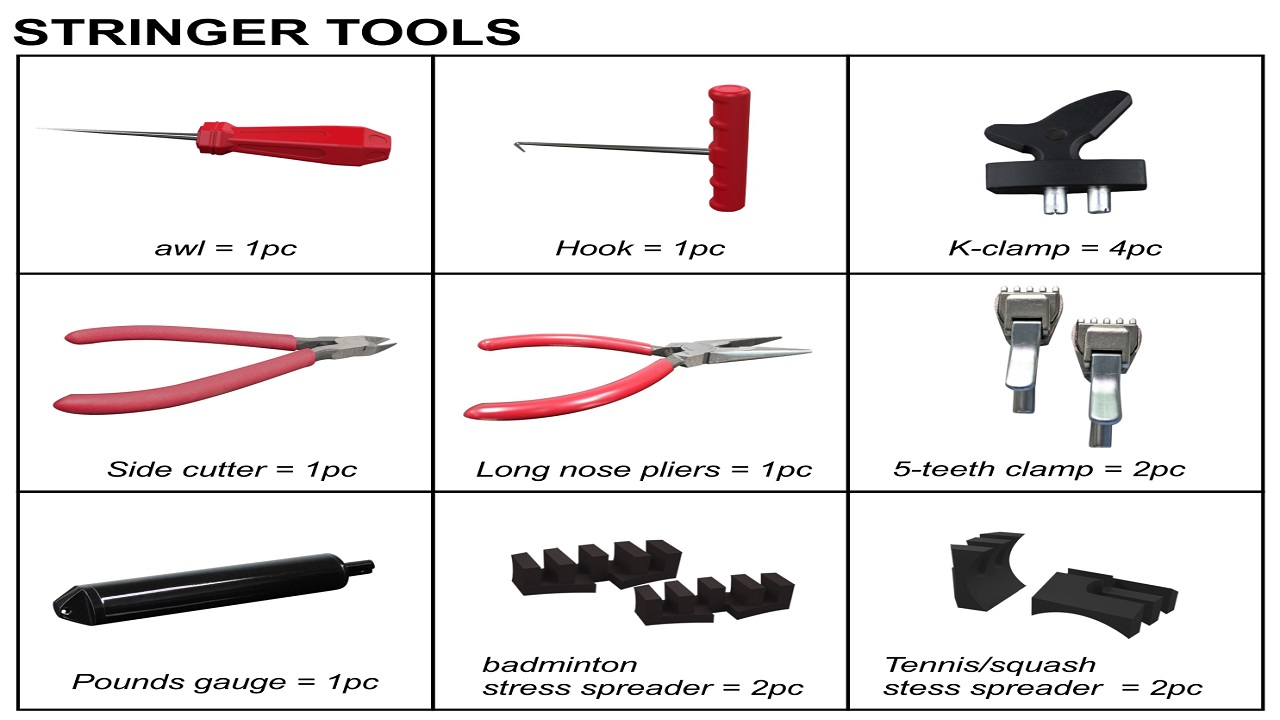 STRINGER TOOLS
awl = 1pc
Hook = 1pc
K-clamp = 4pc
Side cutter = 1pc
Long nose pliers = 1pc
5-teeth clamp = 2pc
Pounds gauge = 1pc
badminton
stress spreader = 2pc
Tennis/squash
stess spreader = 2pc